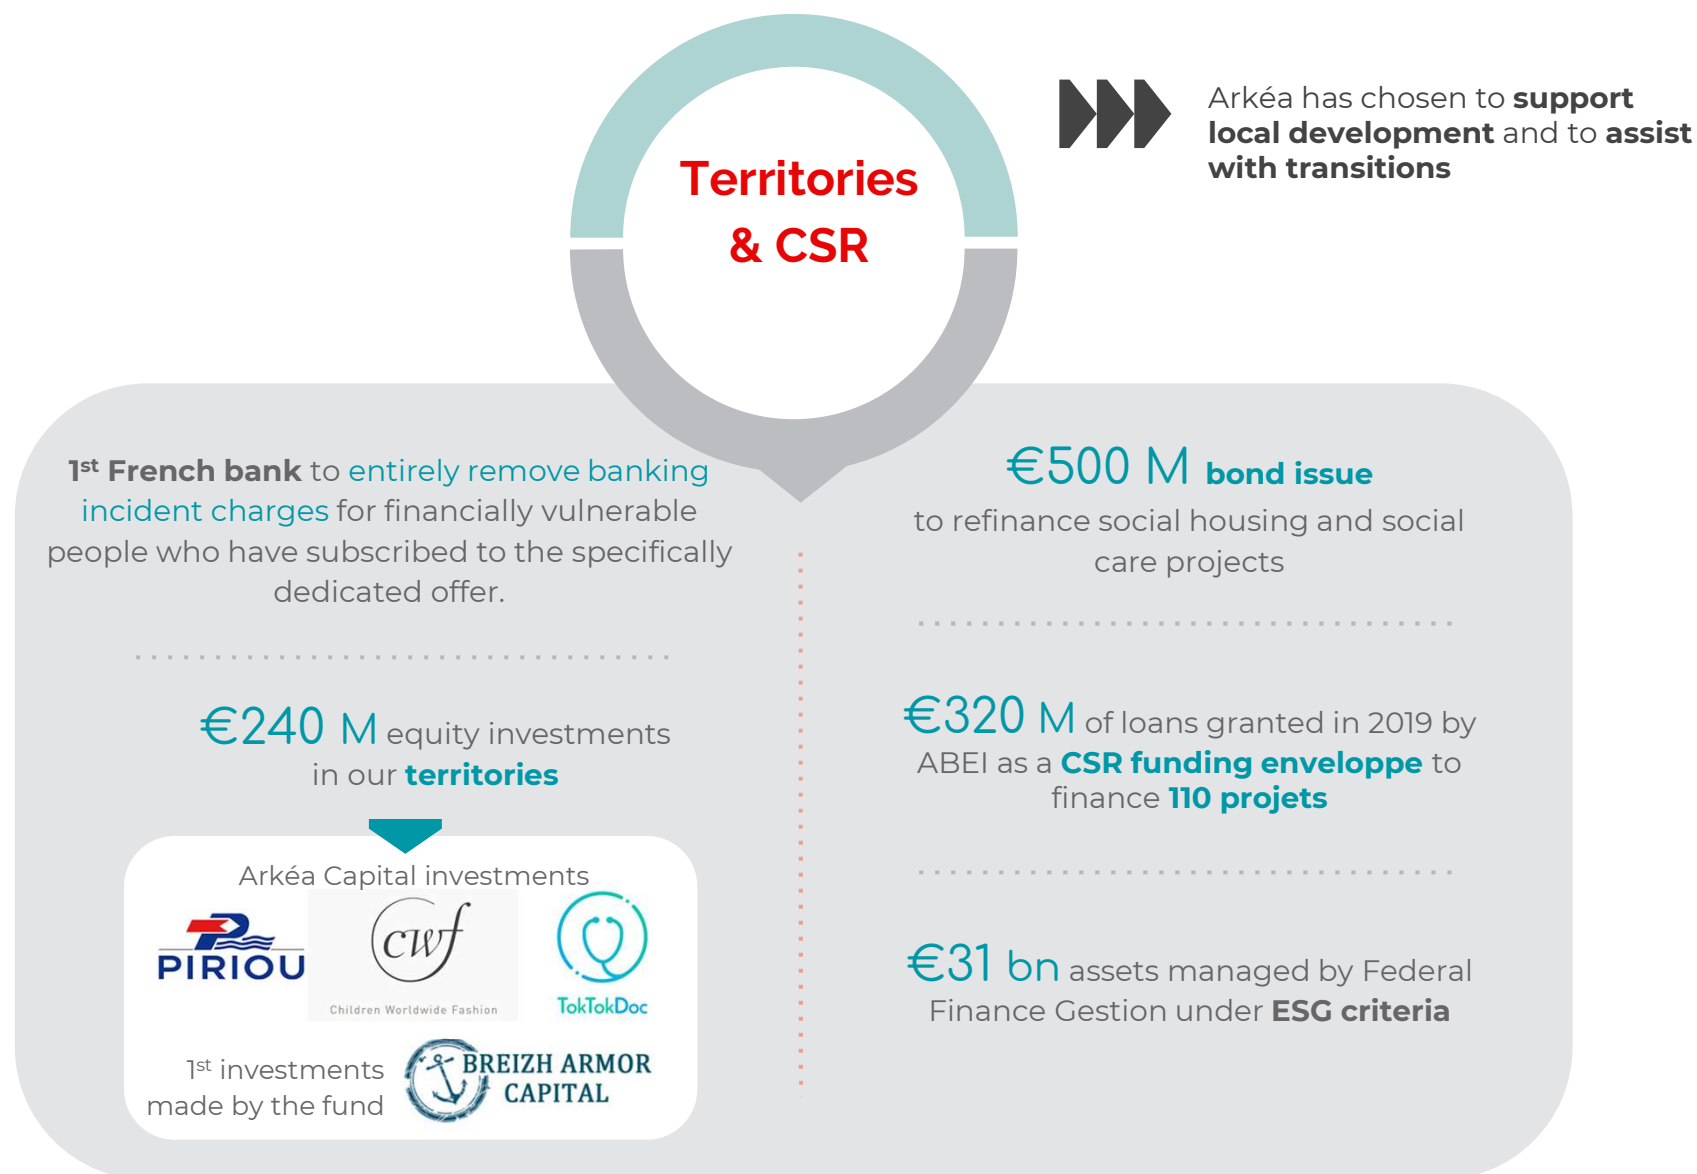 Territories
& CSR
Arkéa has chosen to support
local development and to assist
with transitions
1st French bank to entirely remove banking
incident charges for financially vulnerable
people who have subscribed to the specifically
dedicated offer.
€240 M equity investments
in our territories
Arkéa Capital investments
PIRIOU
cwf
Children Worldwide Fashion
TokTokDoc
1st investments
made by the fund
BREIZH ARMOR
CAPITAL
€500 M bond issue
to refinance social housing and social
care projects
€320 M of loans granted in 2019 by
ABEI as a CSR funding enveloppe to
finance 110 projets
€31 bn assets managed by Federal
Finance Gestion under ESG criteria